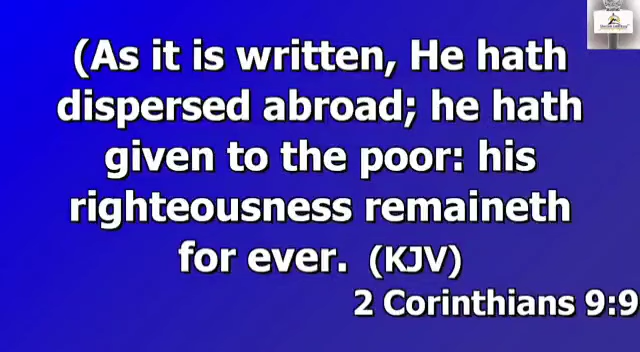 (As it is written, He hath
dispersed abroad; he hath
given to the poor: his
righteousness remaineth
for ever. (KJV)
2 Corinthians 9:9